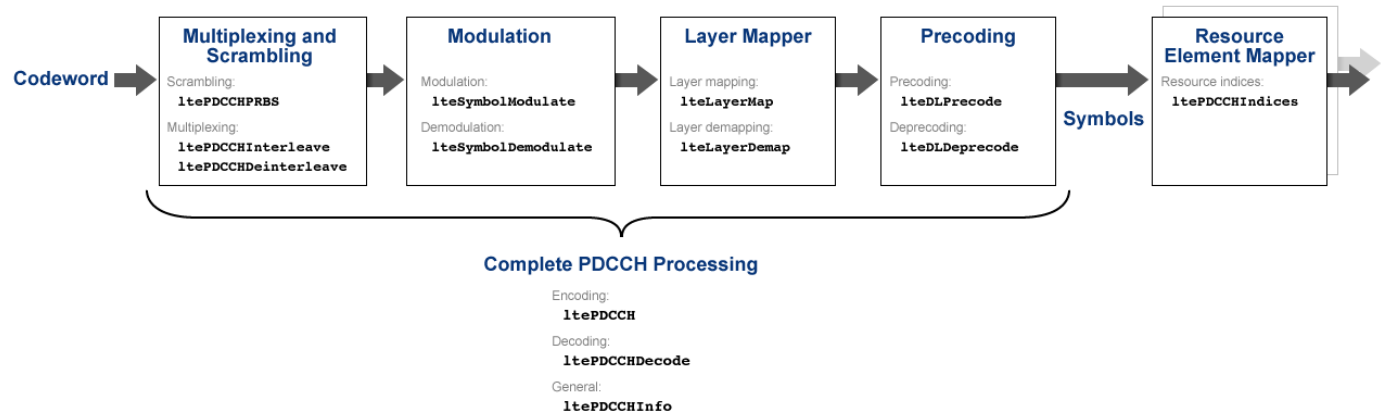 Codeword
Multiplexing and
Scrambling
Scrambling:
ltePDCCHPRBS
Multiplexing:
ltePDCCHInterleave
ltePDCCHDeinterleave
Modulation
Modulation:
lteSymbolModulate
Demodulation:
lteSymbolDemodulate
Layer Mapper
Layer mapping:
lteLayerMap
Layer demapping:
lteLayerDemap
Precoding
Precoding:
lteDLPrecode
Deprecoding:
lteDLDeprecode
Symbols
Resource
Element Mapper
Resource indices:
ltePDCCHIndices
Complete PDCCH Processing
Encoding:
ltePDCCH
Decoding:
ltePDCCHDecode
General:
ltePDCCHInfo